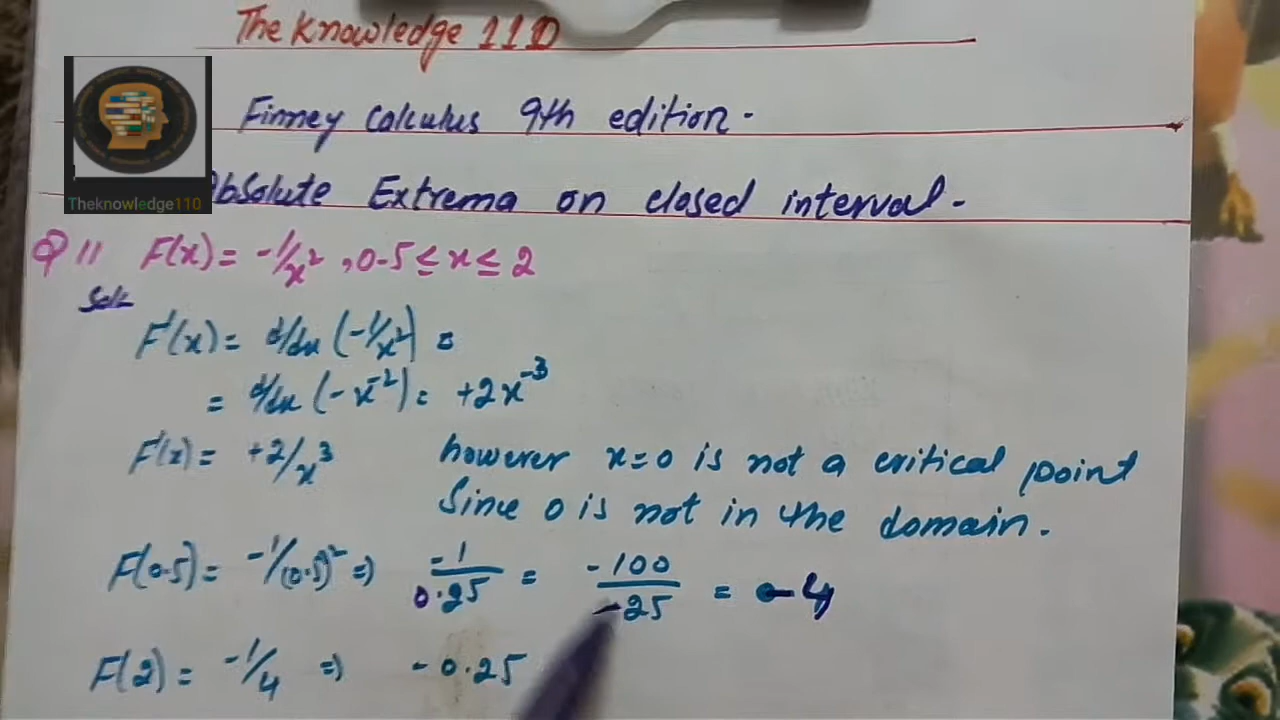 The Knowledge 110
Finney Calculus 9th edition.
Absolute Extrema on closed interval.
Theknowledge110
Q 11 F(x) = -1/x², 0.5 ≤ x ≤ 2
Sol:
F'(x) = d/dx (-1/x²) =
= d/dx (-x⁻²) = +2x⁻³
F'(x) = +2/x³ however x=0 is not a critical point
Since 0 is not in the domain.
F(0.5) = -1/(0.5)² => -1/0.25 = -100/-25 = -4
F(2) = -1/4 => -0.25